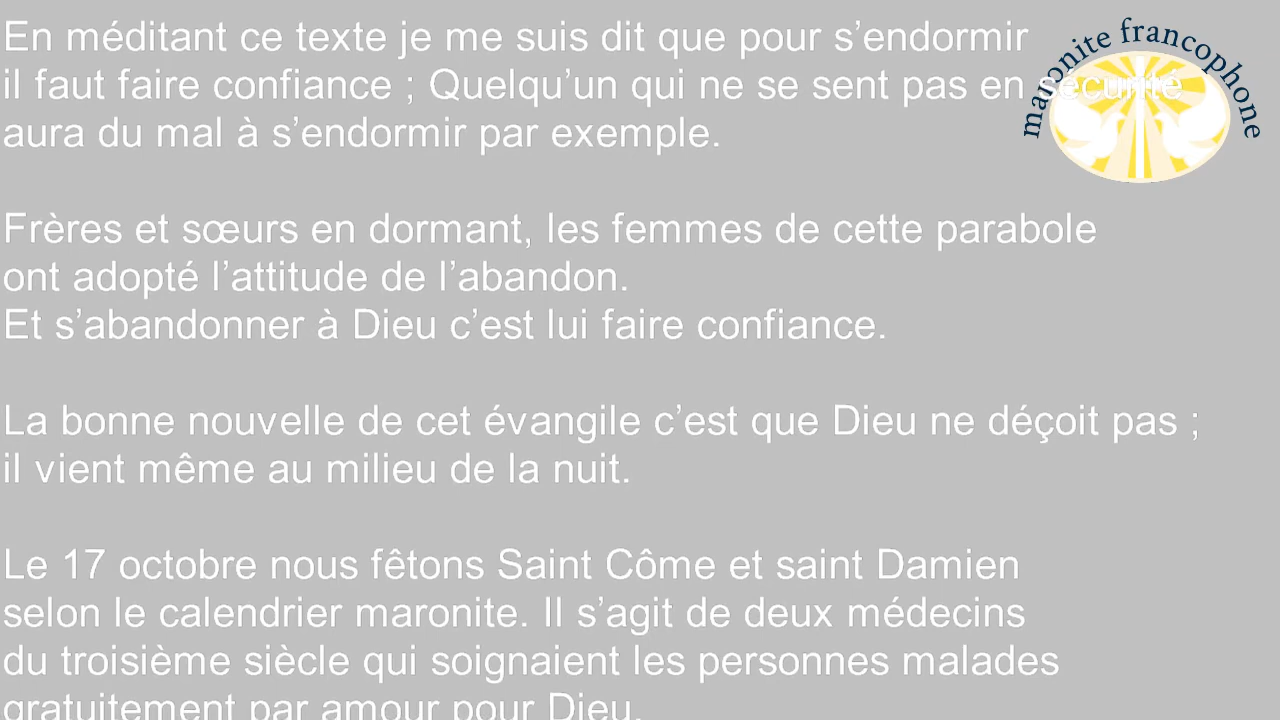 En méditant ce texte je me suis dit que pour s’endormir
il faut faire confiance ; Quelqu’un qui ne se sent pas en sécurité
aura du mal à s’endormir par exemple.
Frères et sœurs en dormant, les femmes de cette parabole
ont adopté l’attitude de l’abandon.
Et s’abandonner à Dieu c’est lui faire confiance.
La bonne nouvelle de cet évangile c’est que Dieu ne déçoit pas ;
il vient même au milieu de la nuit.
Le 17 octobre nous fêtons Saint Côme et saint Damien
selon le calendrier maronite. Il s’agit de deux médecins
du troisième siècle qui soignaient les personnes malades
gratuitement par amour pour Dieu.
maronite francophone